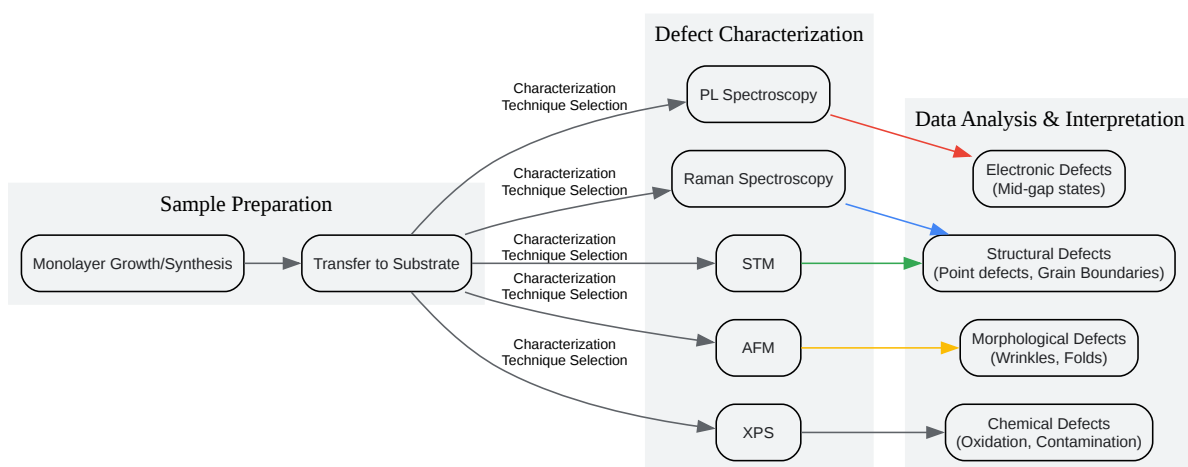 Sample Preparation
Monolayer Growth/Synthesis
Transfer to Substrate
Characterization
Technique Selection
Characterization
Technique Selection
Characterization
Technique Selection
Characterization
Technique Selection
Characterization
Technique Selection
Defect Characterization
PL Spectroscopy
Raman Spectroscopy
STM
AFM
XPS
Data Analysis & Interpretation
Electronic Defects
(Mid-gap states)
Structural Defects
(Point defects, Grain Boundaries)
Morphological Defects
(Wrinkles, Folds)
Chemical Defects
(Oxidation, Contamination)